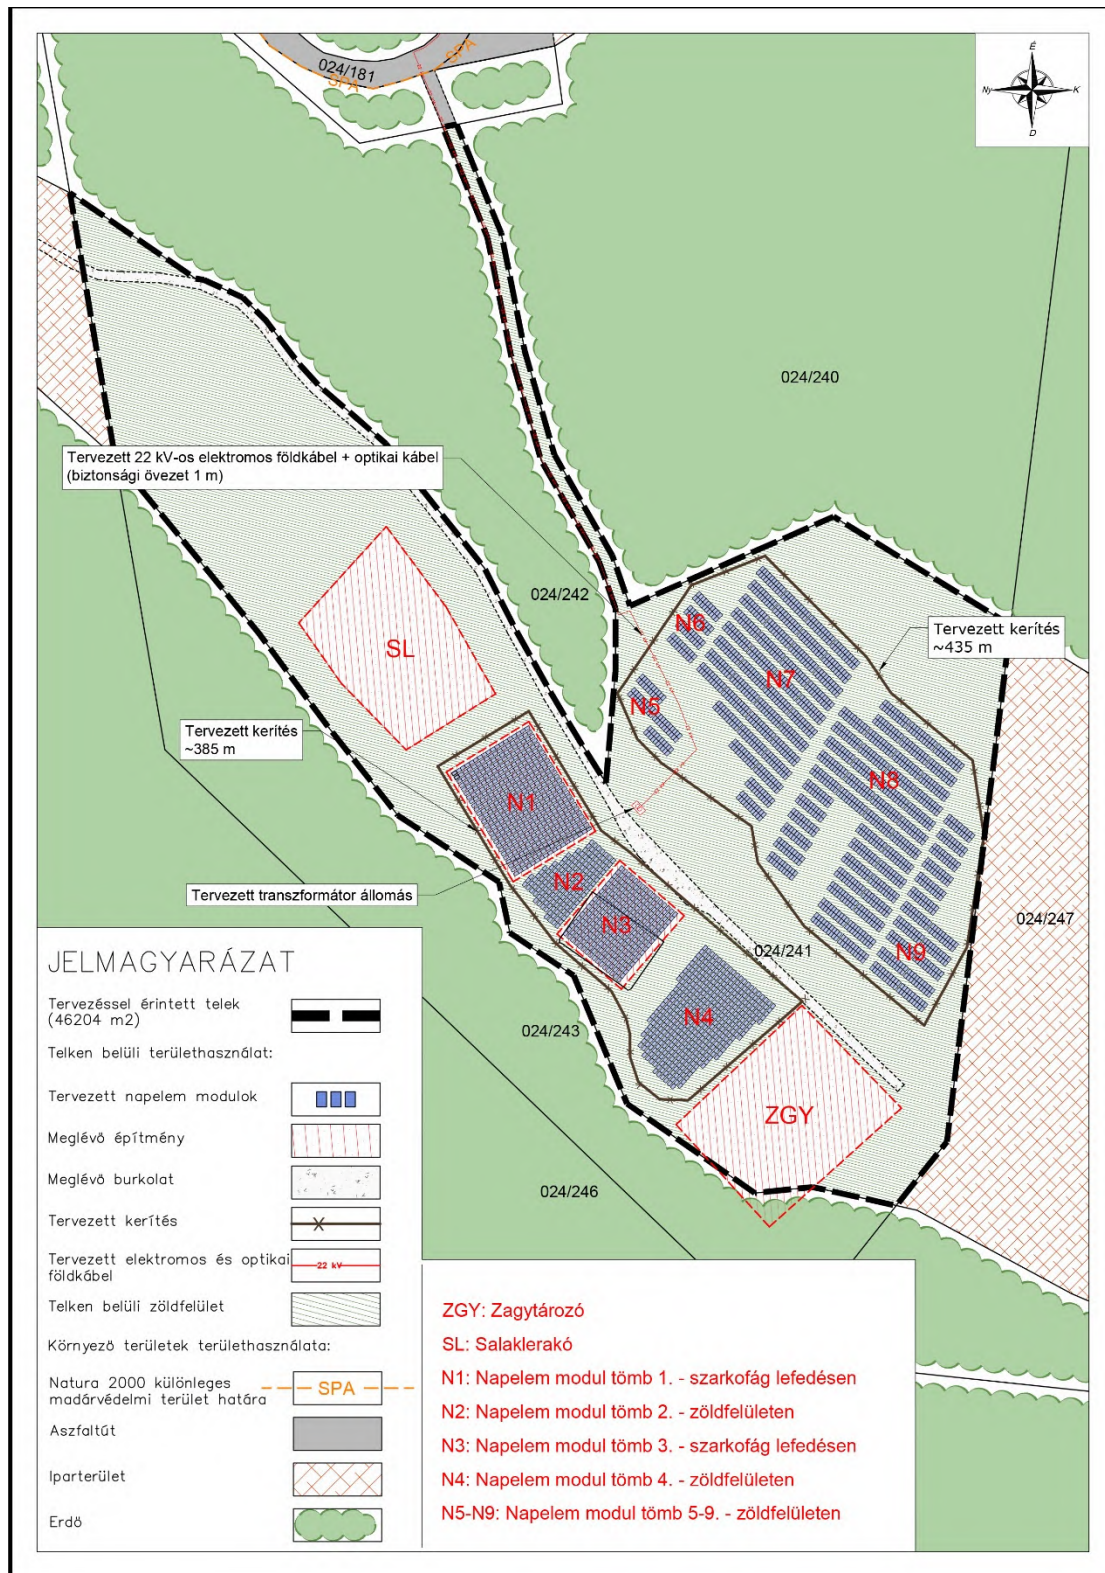 024/181
SPA
SPA
É
Ny
K
D
024/240
Tervezett 22 kV-os elektromos földkábel + optikai kábel
(biztonsági övezet 1 m)
024/242
N6
Tervezett kerítés
~435 m
SL
N7
N5
Tervezett kerítés
~385 m
N8
N1
N2
Tervezett transzformátor állomás
N3
024/247
024/241
N9
N4
024/243
ZGY
024/246
JELMAGYARÁZAT
Tervezéssel érintett telek
(46204 m2)
Telken belüli területhasználat:
Tervezett napelem modulok
Meglévő építmény
Meglévő burkolat
Tervezett kerítés
Tervezett elektromos és optikai
földkábel
22 kV
Telken belüli zöldfelület
Környező területek területhasználata:
Natura 2000 különleges
madárvédelmi terület határa
SPA
Aszfaltút
Iparterület
Erdő
ZGY: Zagytározó
SL: Salaklerakó
N1: Napelem modul tömb 1. - szarkofág lefedésen
N2: Napelem modul tömb 2. - zöldfelületen
N3: Napelem modul tömb 3. - szarkofág lefedésen
N4: Napelem modul tömb 4. - zöldfelületen
N5-N9: Napelem modul tömb 5-9. - zöldfelületen